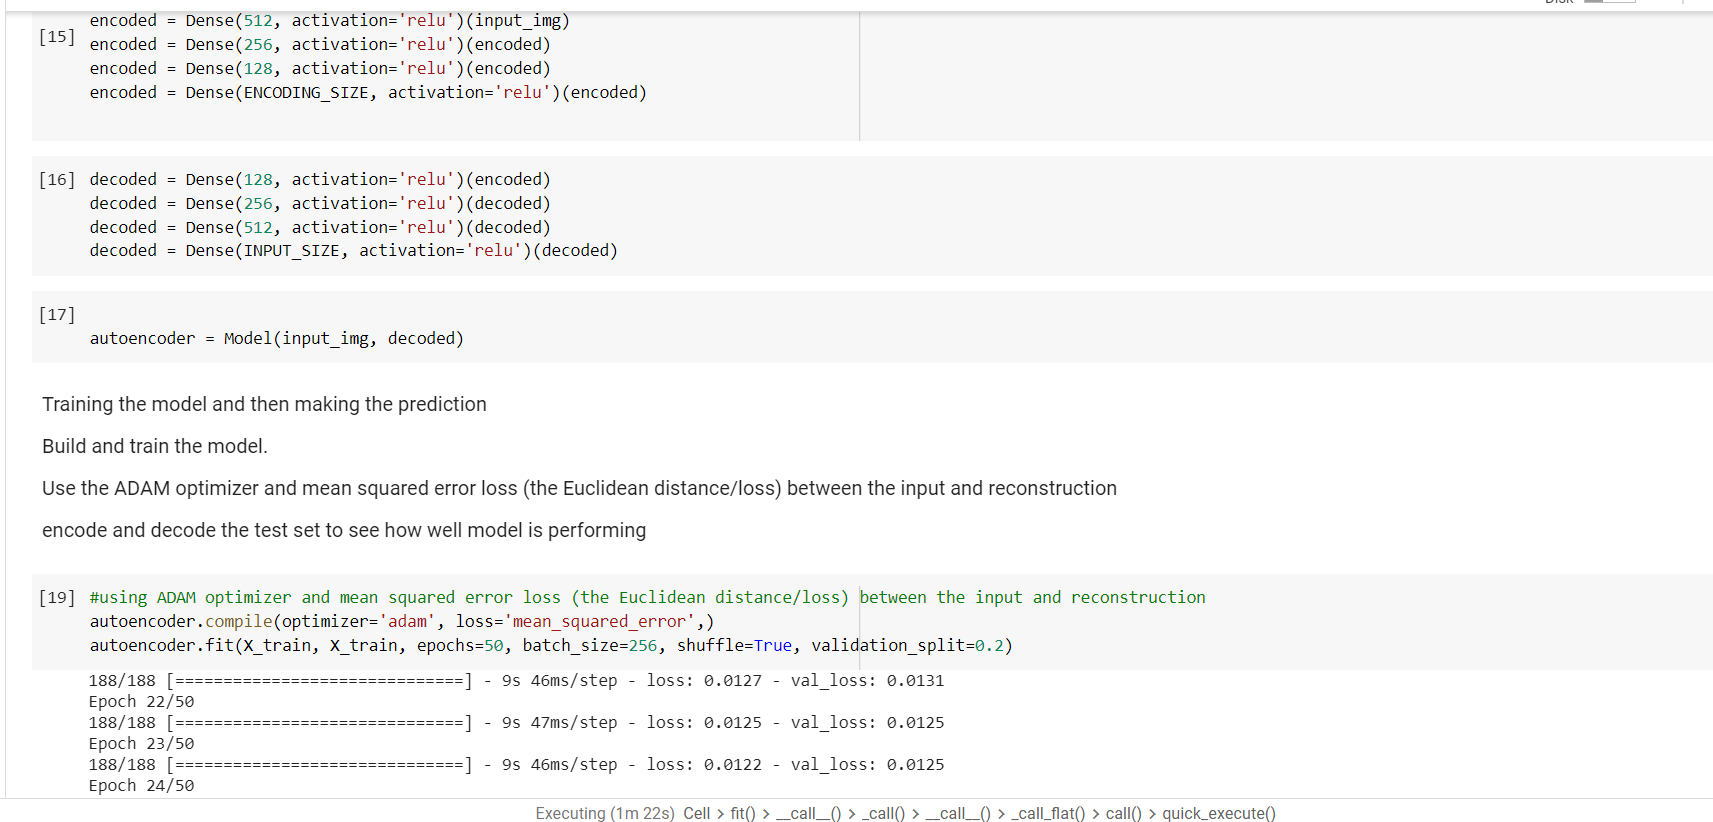 Disk
encoded = Dense(512, activation='relu')(input_img)
[15]
encoded = Dense(256, activation='relu')(encoded)
encoded = Dense(128, activation='relu')(encoded)
encoded = Dense(ENCODING_SIZE, activation='relu')(encoded)
[16] decoded = Dense(128, activation='relu')(encoded)
decoded = Dense(256, activation='relu')(decoded)
decoded = Dense(512, activation='relu')(decoded)
decoded = Dense(INPUT_SIZE, activation='relu')(decoded)
[17]
autoencoder = Model(input_img, decoded)
Training the model and then making the prediction
Build and train the model.
Use the ADAM optimizer and mean squared error loss (the Euclidean distance/loss) between the input and reconstruction
encode and decode the test set to see how well model is performing
[19] #using ADAM optimizer and mean squared error loss (the Euclidean distance/loss) between the input and reconstruction
autoencoder.compile(optimizer='adam', loss='mean_squared_error',)
autoencoder.fit(X_train, X_train, epochs=50, batch_size=256, shuffle=True, validation_split=0.2)
188/188 [==============================] - 9s 46ms/step - loss: 0.0127 - val_loss: 0.0131
Epoch 22/50
188/188 [==============================] - 9s 47ms/step - loss: 0.0125 - val_loss: 0.0125
Epoch 23/50
188/188 [==============================] - 9s 46ms/step - loss: 0.0122 - val_loss: 0.0125
Epoch 24/50
Executing (1m 22s) Cell > fit() > __call__() > _call() > __call__() > _call_flat() > call() > quick_execute()